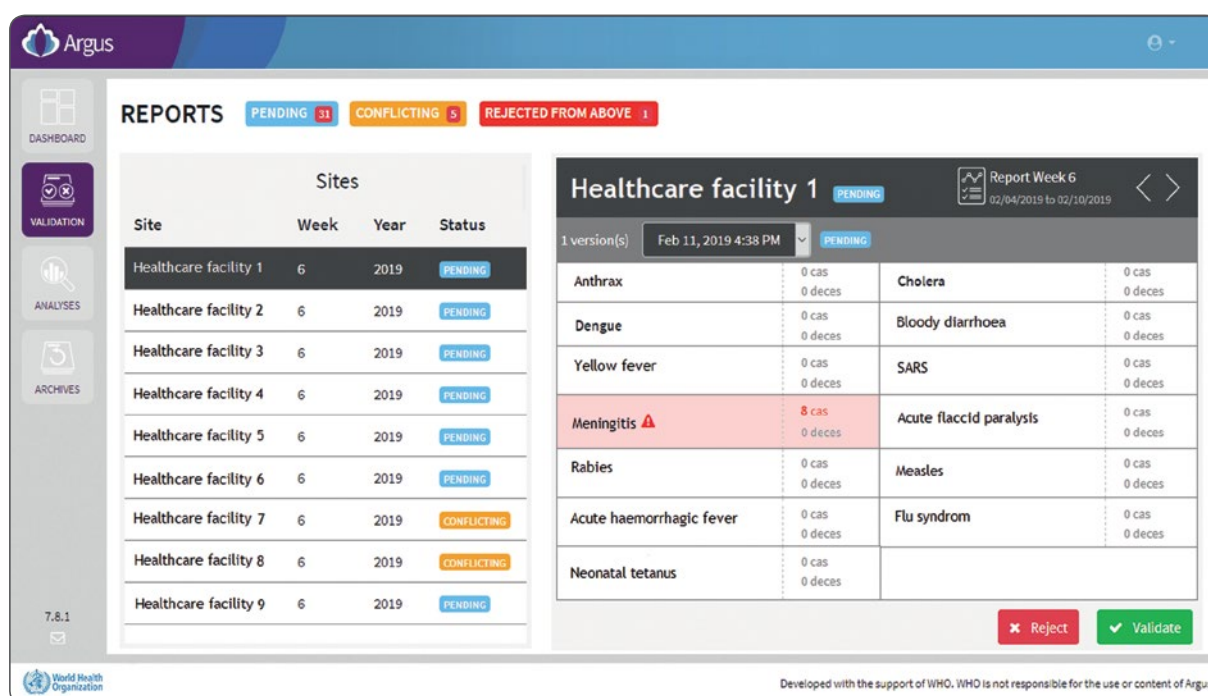 Argus
DASHBOARD
VALIDATION
ANALYSES
ARCHIVES
7.8.1
REPORTS PENDING 31 CONFLICTING 5 REJECTED FROM ABOVE 1
Sites
Site Week Year Status
Healthcare facility 1 6 2019 PENDING
Healthcare facility 2 6 2019 PENDING
Healthcare facility 3 6 2019 PENDING
Healthcare facility 4 6 2019 PENDING
Healthcare facility 5 6 2019 PENDING
Healthcare facility 6 6 2019 PENDING
Healthcare facility 7 6 2019 CONFLICTING
Healthcare facility 8 6 2019 CONFLICTING
Healthcare facility 9 6 2019 PENDING
Healthcare facility 1 PENDING
Report Week 6
02/04/2019 to 02/10/2019
1 version(s) Feb 11, 2019 4:38 PM PENDING
Anthrax 0 cas 0 deces Cholera 0 cas 0 deces
Dengue 0 cas 0 deces Bloody diarrhoea 0 cas 0 deces
Yellow fever 0 cas 0 deces SARS 0 cas 0 deces
Meningitis 8 cas 0 deces Acute flaccid paralysis 0 cas 0 deces
Rabies 0 cas 0 deces Measles 0 cas 0 deces
Acute haemorrhagic fever 0 cas 0 deces Flu syndrom 0 cas 0 deces
Neonatal tetanus 0 cas 0 deces
Reject Validate
World Health
Organization
Developed with the support of WHO. WHO is not responsible for the use or content of Argu